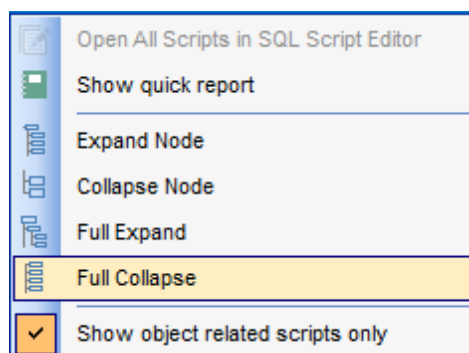 Open All Scripts in SQL Script Editor
Show quick report
Expand Node
Collapse Node
Full Expand
Full Collapse
Show object related scripts only